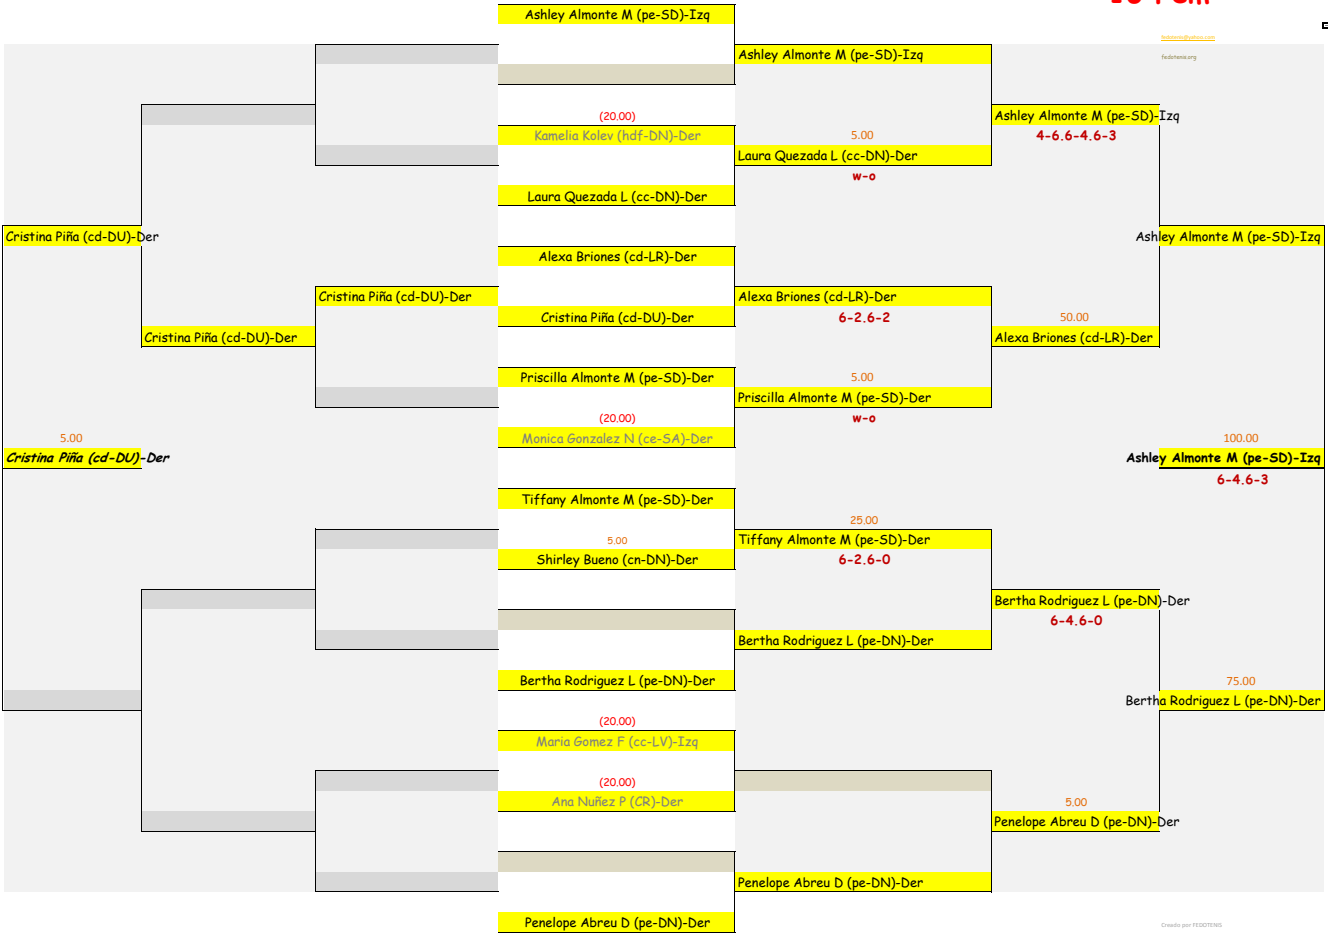 Ashley Almonte M (pe-SD)-Izq
fedotenis@yahoo.com
Ashley Almonte M (pe-SD)-Izq
fedotenis.org
(20.00)
Ashley Almonte M (pe-SD)-Izq
Kamelia Kolev (hdf-DN)-Der
5.00
4-6.6-4.6-3
Laura Quezada L (cc-DN)-Der
w-o
Laura Quezada L (cc-DN)-Der
Cristina Piña (cd-DU)-Der
Ashley Almonte M (pe-SD)-Izq
Alexa Briones (cd-LR)-Der
Cristina Piña (cd-DU)-Der
Alexa Briones (cd-LR)-Der
Cristina Piña (cd-DU)-Der
6-2.6-2
50.00
Cristina Piña (cd-DU)-Der
Alexa Briones (cd-LR)-Der
Priscilla Almonte M (pe-SD)-Der
5.00
Priscilla Almonte M (pe-SD)-Der
(20.00)
w-o
5.00
Monica Gonzalez N (ce-SA)-Der
100.00
Cristina Piña (cd-DU)-Der
Ashley Almonte M (pe-SD)-Izq
6-4.6-3
Tiffany Almonte M (pe-SD)-Der
25.00
5.00
Tiffany Almonte M (pe-SD)-Der
Shirley Bueno (cn-DN)-Der
6-2.6-0
Bertha Rodriguez L (pe-DN)-Der
6-4.6-0
Bertha Rodriguez L (pe-DN)-Der
Bertha Rodriguez L (pe-DN)-Der
75.00
Bertha Rodriguez L (pe-DN)-Der
(20.00)
Maria Gomez F (cc-LV)-Izq
(20.00)
Ana Nuñez P (CR)-Der
5.00
Penelope Abreu D (pe-DN)-Der
Penelope Abreu D (pe-DN)-Der
Penelope Abreu D (pe-DN)-Der
Creado por FEDOTENIS